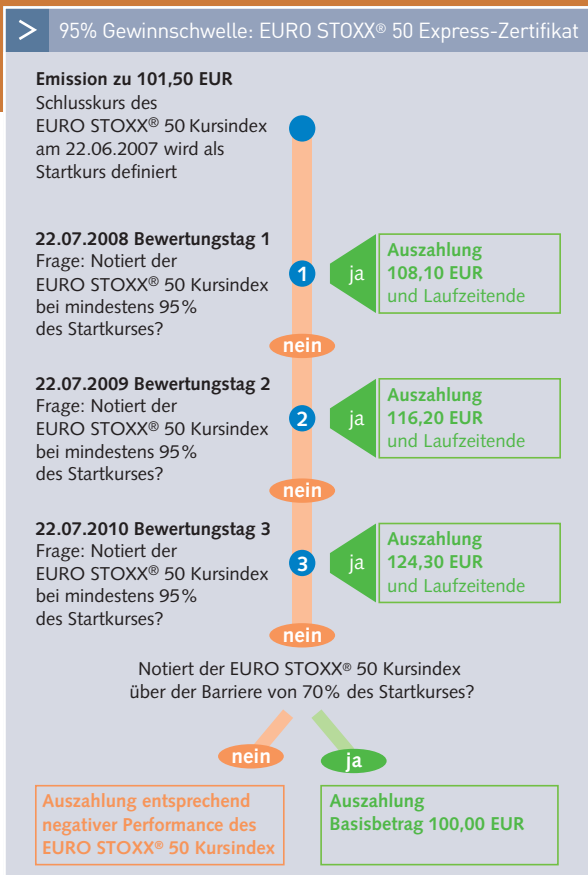 > 95% Gewinnschwelle: EURO STOXX® 50 Express-Zertifikat
Emission zu 101,50 EUR
Schlusskurs des
EURO STOXX® 50 Kursindex
am 22.06.2007 wird als
Startkurs definiert
22.07.2008 Bewertungstag 1
Frage: Notiert der
EURO STOXX® 50 Kursindex
bei mindestens 95%
des Startkurses?
1
ja
Auszahlung
108,10 EUR
und Laufzeitende
nein
22.07.2009 Bewertungstag 2
Frage: Notiert der
EURO STOXX® 50 Kursindex
bei mindestens 95%
des Startkurses?
2
ja
Auszahlung
116,20 EUR
und Laufzeitende
nein
22.07.2010 Bewertungstag 3
Frage: Notiert der
EURO STOXX® 50 Kursindex
bei mindestens 95%
des Startkurses?
3
ja
Auszahlung
124,30 EUR
und Laufzeitende
nein
Notiert der EURO STOXX® 50 Kursindex
über der Barriere von 70% des Startkurses?
nein
ja
Auszahlung entsprechend
negativer Performance des
EURO STOXX® 50 Kursindex
Auszahlung
Basisbetrag 100,00 EUR